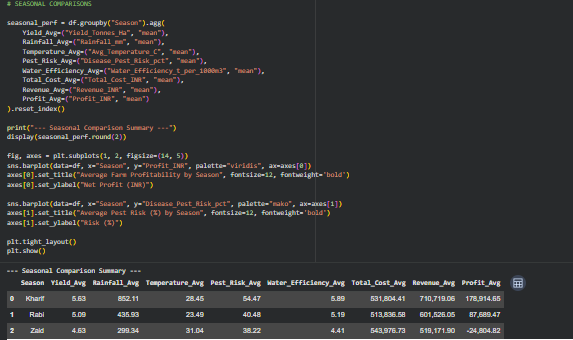 # SEASONAL COMPARISONS
seasonal_perf = df.groupby("Season").agg(
Yield_Avg=("Yield_Tonnes_Ha", "mean"),
Rainfall_Avg=("Rainfall_mm", "mean"),
Temperature_Avg=("Avg_Temperature_C", "mean"),
Pest_Risk_Avg=("Disease_Pest_Risk_pct", "mean"),
Water_Efficiency_Avg=("Water_Efficiency_t_per_1000m3", "mean"),
Total_Cost_Avg=("Total_Cost_INR", "mean"),
Revenue_Avg=("Revenue_INR", "mean"),
Profit_Avg=("Profit_INR", "mean")
).reset_index()
print("--- Seasonal Comparison Summary ---")
display(seasonal_perf.round(2))
fig, axes = plt.subplots(1, 2, figsize=(14, 5))
sns.barplot(data=df, x="Season", y="Profit_INR", palette="viridis", ax=axes[0])
axes[0].set_title("Average Farm Profitability by Season", fontsize=12, fontweight='bold')
axes[0].set_ylabel("Net Profit (INR)")
sns.barplot(data=df, x="Season", y="Disease_Pest_Risk_pct", palette="mako", ax=axes[1])
axes[1].set_title("Average Pest Risk (%) by Season", fontsize=12, fontweight='bold')
axes[1].set_ylabel("Risk (%)")
plt.tight_layout()
plt.show()
--- Seasonal Comparison Summary ---
Season Yield_Avg Rainfall_Avg Temperature_Avg Pest_Risk_Avg Water_Efficiency_Avg Total_Cost_Avg Revenue_Avg Profit_Avg
0 Kharif 5.63 852.11 28.45 54.47 5.89 531,804.41 710,719.06 178,914.65
1 Rabi 5.09 435.93 23.49 40.48 5.19 513,836.58 601,526.05 87,689.47
2 Zaid 4.63 299.34 31.04 38.22 4.41 543,976.73 519,171.90 -24,804.82